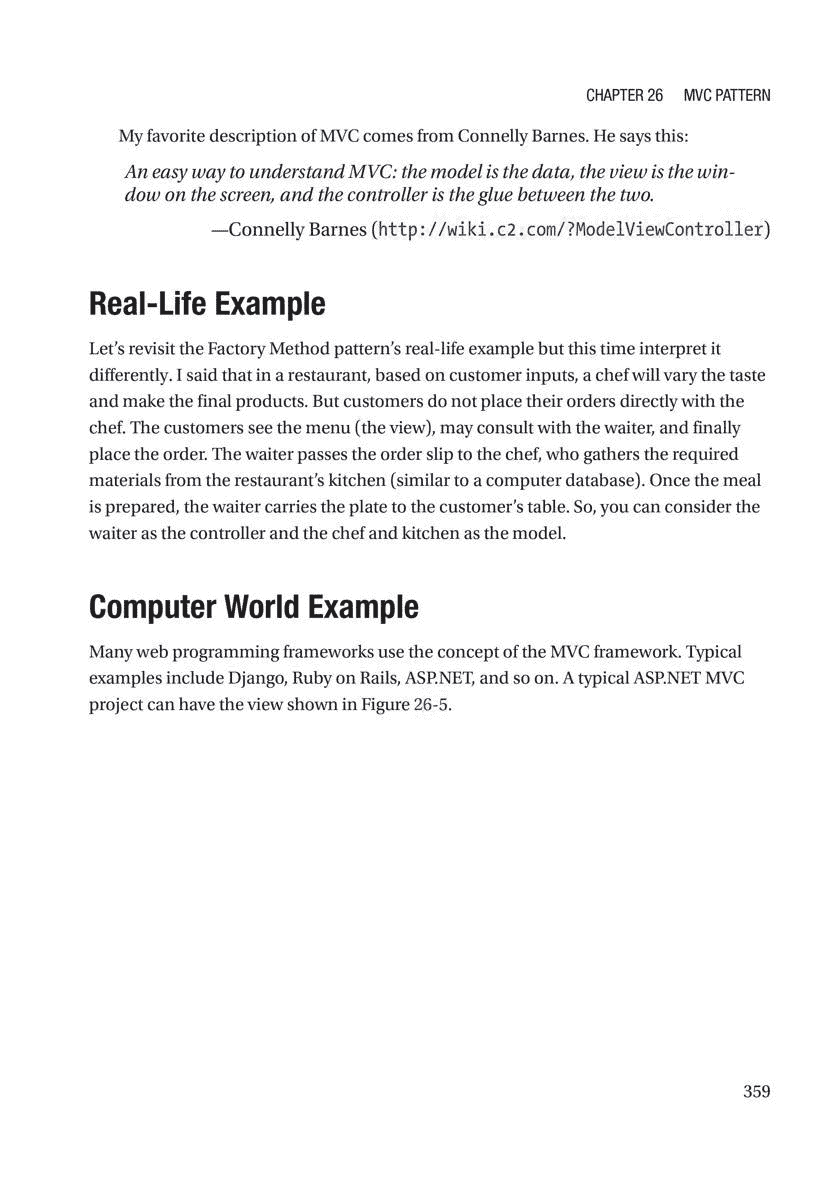 CHAPTER 26 MVC PATTERN
My favorite description of MVC comes from Connelly Barnes. He says this:
An easy way to understand MVC: the model is the data, the view is the win-
dow on the screen, and the controller is the glue between the two.
—Connelly Barnes (http://wiki.c2.com/?ModelViewController)
Real-Life Example
Let’s revisit the Factory Method pattern’s real-life example but this time interpret it
differently. I said that in a restaurant, based on customer inputs, a chef will vary the taste
and make the final products. But customers do not place their orders directly with the
chef. The customers see the menu (the view), may consult with the waiter, and finally
place the order. The waiter passes the order slip to the chef, who gathers the required
materials from the restaurant’s kitchen (similar to a computer database). Once the meal
is prepared, the waiter carries the plate to the customer’s table. So, you can consider the
waiter as the controller and the chef and kitchen as the model.
Computer World Example
Many web programming frameworks use the concept of the MVC framework. Typical
examples include Django, Ruby on Rails, ASP.NET, and so on. A typical ASP.NET MVC
project can have the view shown in Figure 26-5.
359